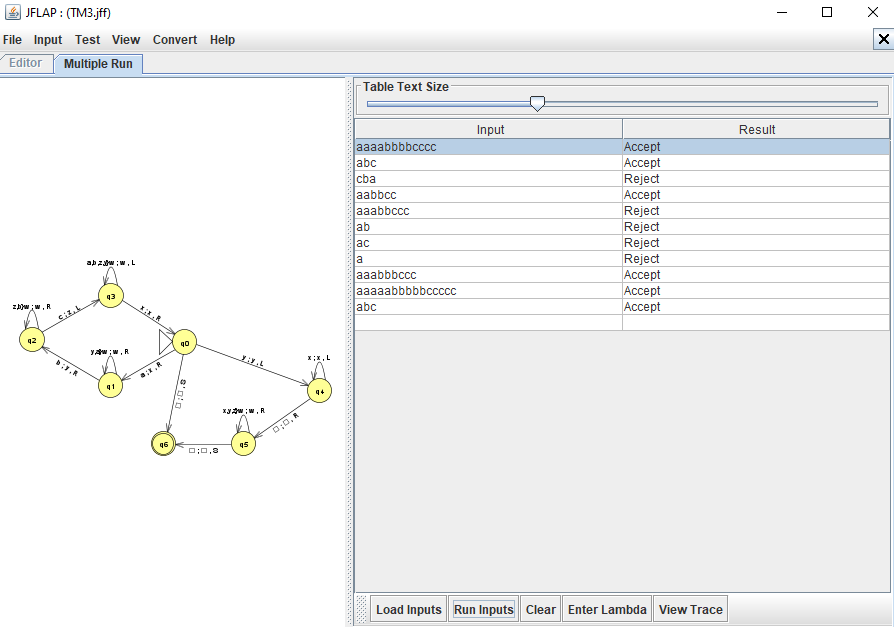 JFLAP : (TM3.jff)
File Input Test View Convert Help
Editor Multiple Run
Table Text Size
Input Result
aaaabbbbcccc Accept
abc Accept
cba Reject
aabbcc Accept
aaabbccc Reject
ab Reject
ac Reject
a Reject
aaabbbccc Accept
aaaaabbbbbccccc Accept
abc Accept
q3
x ; x , R
c ; z , L
q2
q0
y ; y , L
b ; y , R
q1
a ; x , R
x ; x , L
q4
□ ; □ , S
□ ; □ , R
q6
□ ; □ , S
q5
Load Inputs Run Inputs Clear Enter Lambda View Trace